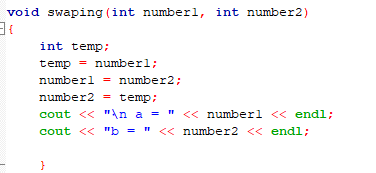 void swaping(int number1, int number2)
{
int temp;
temp = number1;
number1 = number2;
number2 = temp;
cout << "\n a = " << number1 << endl;
cout << "b = " << number2 << endl;
}